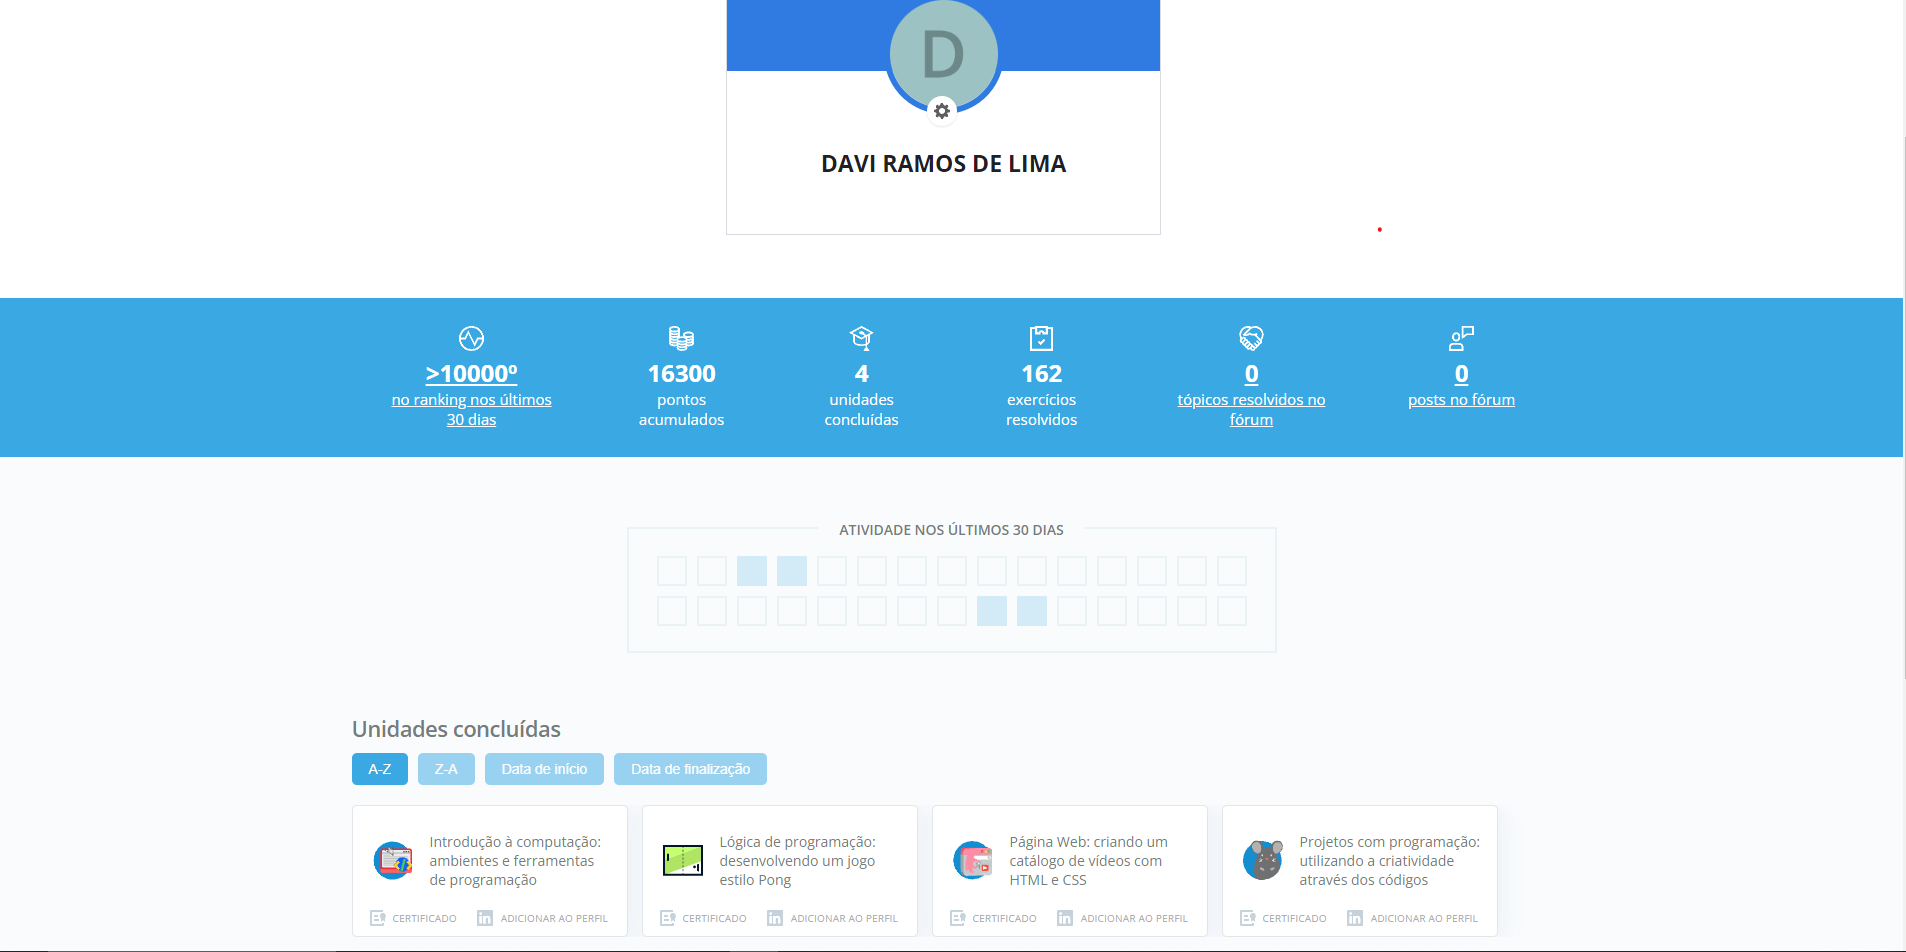 D
DAVI RAMOS DE LIMA
>10000º
no ranking nos últimos
30 dias
16300
pontos
acumulados
4
unidades
concluídas
162
exercícios
resolvidos
0
tópicos resolvidos no
fórum
0
posts no fórum
ATIVIDADE NOS ÚLTIMOS 30 DIAS
Unidades concluídas
A-Z
Z-A
Data de início
Data de finalização
Introdução à computação:
ambientes e ferramentas
de programação
CERTIFICADO
in ADICIONAR AO PERFIL
Lógica de programação:
desenvolvendo um jogo
estilo Pong
CERTIFICADO
in ADICIONAR AO PERFIL
Página Web: criando um
catálogo de vídeos com
HTML e CSS
CERTIFICADO
in ADICIONAR AO PERFIL
Projetos com programação:
utilizando a criatividade
através dos códigos
CERTIFICADO
in ADICIONAR AO PERFIL